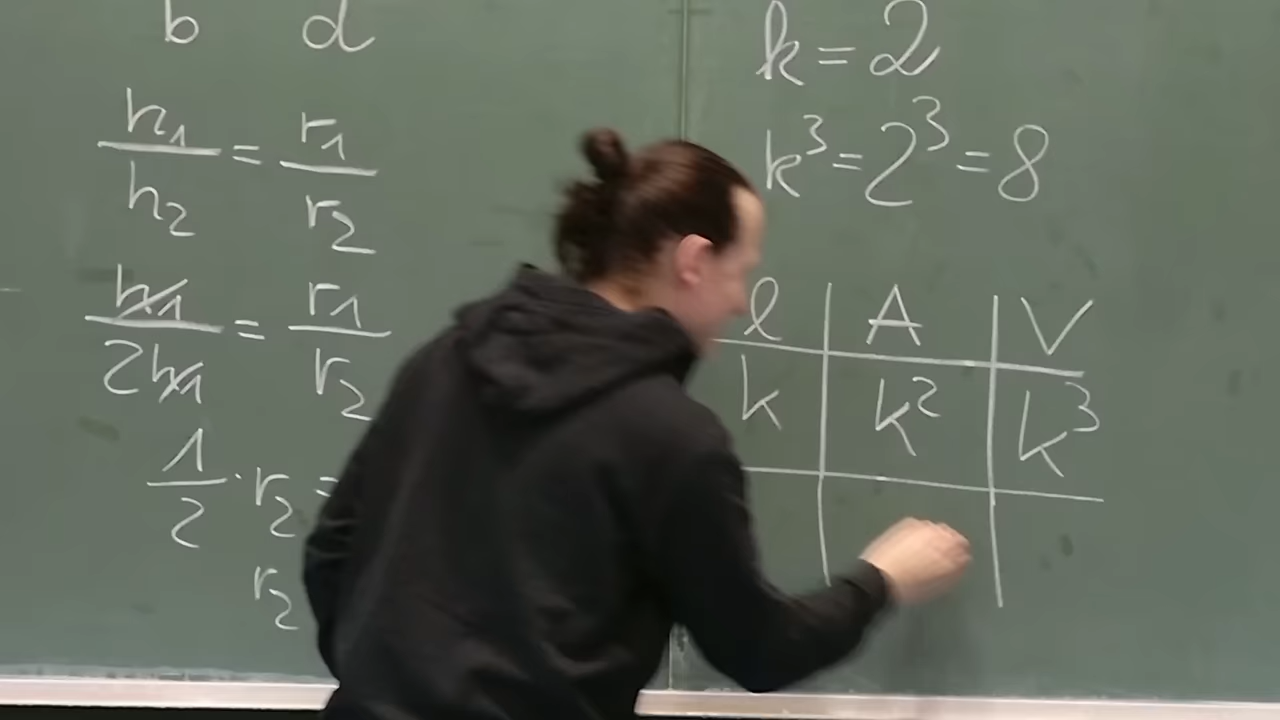 b d
h₁/h₂ = r₁/r₂
h₁/2h₁ = r₁/r₂
1/2 · r₂ =
r₂
k = 2
k³ = 2³ = 8
l A V
k k² k³